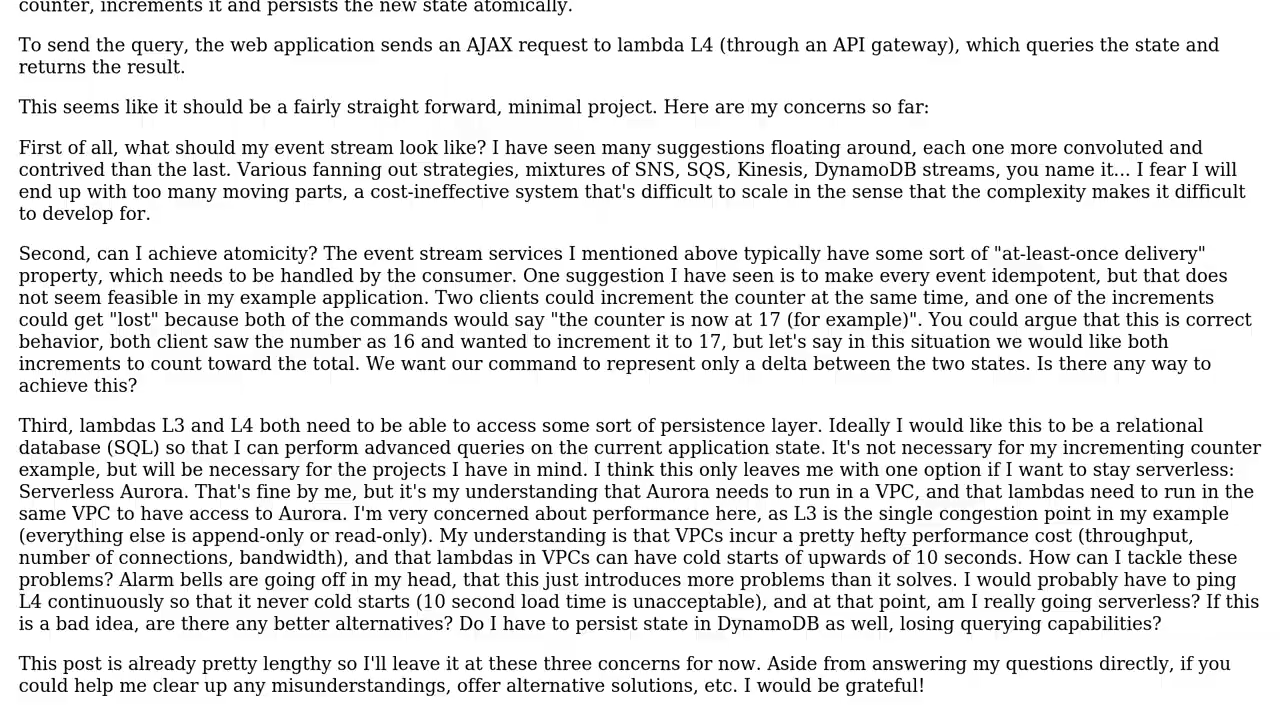 counter, increments it and persists the new state atomically.
To send the query, the web application sends an AJAX request to lambda L4 (through an API gateway), which queries the state and
returns the result.
This seems like it should be a fairly straight forward, minimal project. Here are my concerns so far:
First of all, what should my event stream look like? I have seen many suggestions floating around, each one more convoluted and
contrived than the last. Various fanning out strategies, mixtures of SNS, SQS, Kinesis, DynamoDB streams, you name it... I fear I will
end up with too many moving parts, a cost-ineffective system that's difficult to scale in the sense that the complexity makes it difficult
to develop for.
Second, can I achieve atomicity? The event stream services I mentioned above typically have some sort of "at-least-once delivery"
property, which needs to be handled by the consumer. One suggestion I have seen is to make every event idempotent, but that does
not seem feasible in my example application. Two clients could increment the counter at the same time, and one of the increments
could get "lost" because both of the commands would say "the counter is now at 17 (for example)". You could argue that this is correct
behavior, both client saw the number as 16 and wanted to increment it to 17, but let's say in this situation we would like both
increments to count toward the total. We want our command to represent only a delta between the two states. Is there any way to
achieve this?
Third, lambdas L3 and L4 both need to be able to access some sort of persistence layer. Ideally I would like this to be a relational
database (SQL) so that I can perform advanced queries on the current application state. It's not necessary for my incrementing counter
example, but will be necessary for the projects I have in mind. I think this only leaves me with one option if I want to stay serverless:
Serverless Aurora. That's fine by me, but it's my understanding that Aurora needs to run in a VPC, and that lambdas need to run in the
same VPC to have access to Aurora. I'm very concerned about performance here, as L3 is the single congestion point in my example
(everything else is append-only or read-only). My understanding is that VPCs incur a pretty hefty performance cost (throughput,
number of connections, bandwidth), and that lambdas in VPCs can have cold starts of upwards of 10 seconds. How can I tackle these
problems? Alarm bells are going off in my head, that this just introduces more problems than it solves. I would probably have to ping
L4 continuously so that it never cold starts (10 second load time is unacceptable), and at that point, am I really going serverless? If this
is a bad idea, are there any better alternatives? Do I have to persist state in DynamoDB as well, losing querying capabilities?
This post is already pretty lengthy so I'll leave it at these three concerns for now. Aside from answering my questions directly, if you
could help me clear up any misunderstandings, offer alternative solutions, etc. I would be grateful!